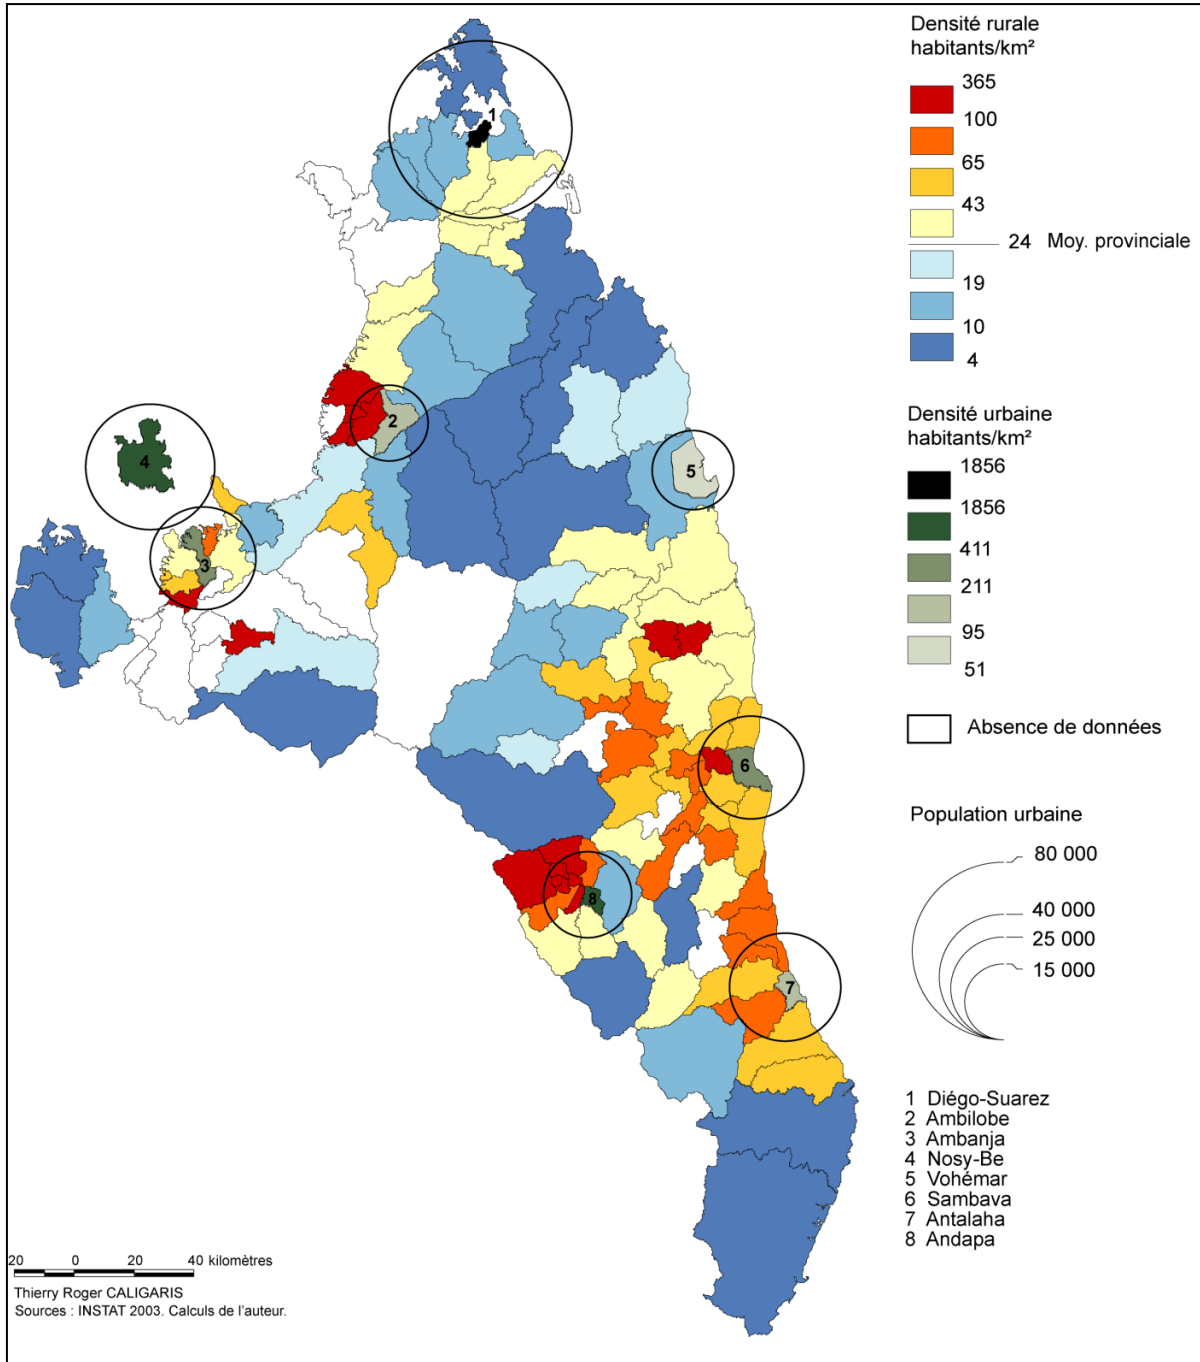 Densité rurale
habitants/km²
365
100
65
43
24 Moy. provinciale
19
10
4
Densité urbaine
habitants/km²
1856
1856
411
211
95
51
Absence de données
Population urbaine
80 000
40 000
25 000
15 000
1 Diégo-Suarez
2 Ambilobe
3 Ambanja
4 Nosy-Be
5 Vohémar
6 Sambava
7 Antalaha
8 Andapa
1
2
4
5
3
6
8
7
20 0 20 40 kilomètres
Thierry Roger CALIGARIS
Sources : INSTAT 2003. Calculs de l'auteur.